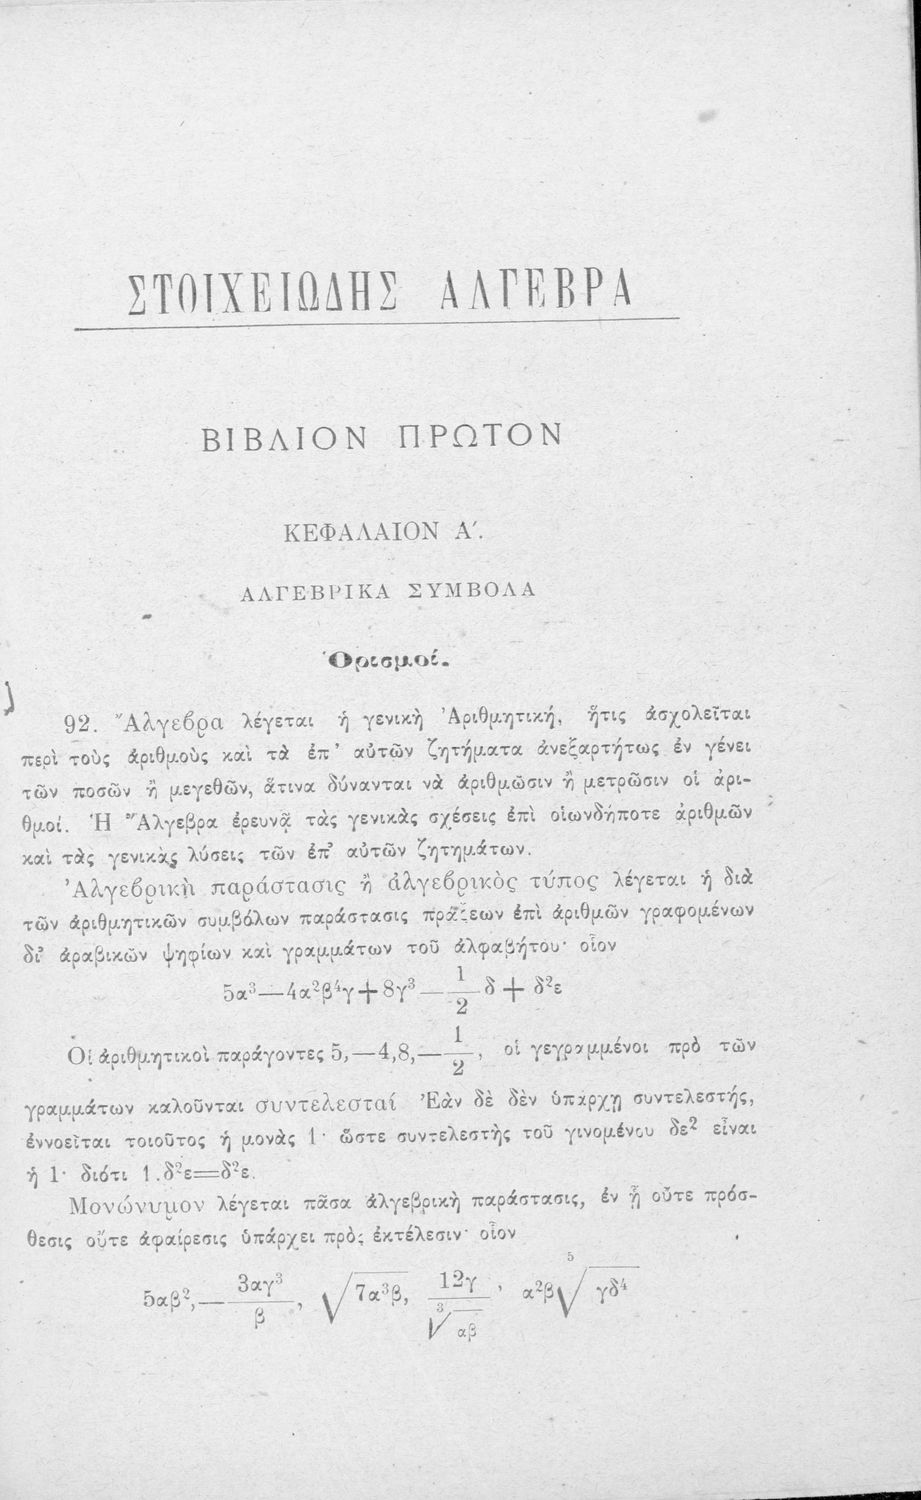 ΣΤΟΙΧΕΙΩΔΗΣ ΑΛΓΕΒΡΑ
ΒΙΒΛΙΟΝ ΠΡΩΤΟΝ
ΚΕΦΑΛΑΙΟΝ Α΄.
ΑΛΓΕΒΡΙΚΑ ΣΥΜΒΟΛΑ
Ὁρισμοί.
92. Ἄλγεβρα λέγεται ἡ γενικὴ Ἀριθμητική, ἥτις ἀσχολεῖται
περὶ τοὺς ἀριθμοὺς καὶ τὰ ἐπ' αὐτῶν ζητήματα ἀνεξαρτήτως ἐν γένει
τῶν ποσῶν ἢ μεγεθῶν, ἅτινα δύνανται νὰ ἀριθμῶσιν ἢ μετρῶσιν οἱ ἀρι-
θμοί. Ἡ Ἄλγεβρα ἐρευνᾷ τὰς γενικὰς σχέσεις ἐπὶ οἱωνδήποτε ἀριθμῶν
καὶ τὰς γενικὰς λύσεις τῶν ἐπ' αὐτῶν ζητημάτων.
Ἀλγεβρικὴ παράστασις ἢ ἀλγεβρικὸς τύπος λέγεται ἡ διὰ
τῶν ἀριθμητικῶν συμβόλων παράστασις πράξεων ἐπὶ ἀριθμῶν γραφομένων
δι' ἀραβικῶν ψηφίων καὶ γραμμάτων τοῦ ἀλφαβήτου· οἷον
5α³—4α²β⁴γ+8γ³—1/2 δ + δ²ε
Οἱ ἀριθμητικοὶ παράγοντες 5,—4,8,—1/2, οἱ γεγραμμένοι πρὸ τῶν
γραμμάτων καλοῦνται συντελεσταί Ἐὰν δὲ δὲν ὑπάρχῃ συντελεστής,
ἐννοεῖται τοιοῦτος ἡ μονὰς 1· ὥστε συντελεστὴς τοῦ γινομένου δε² εἶναι
ἡ 1· διότι 1.δ²ε=δ²ε.
Μονώνυμον λέγεται πᾶσα ἀλγεβρικὴ παράστασις, ἐν ᾗ οὔτε πρόσ-
θεσις οὔτε ἀφαίρεσις ὑπάρχει πρὸς ἐκτέλεσιν· οἷον
5αβ²,—3αγ³/β, √7α³β, 12γ/³√αβ, α²β⁵√γδ⁴